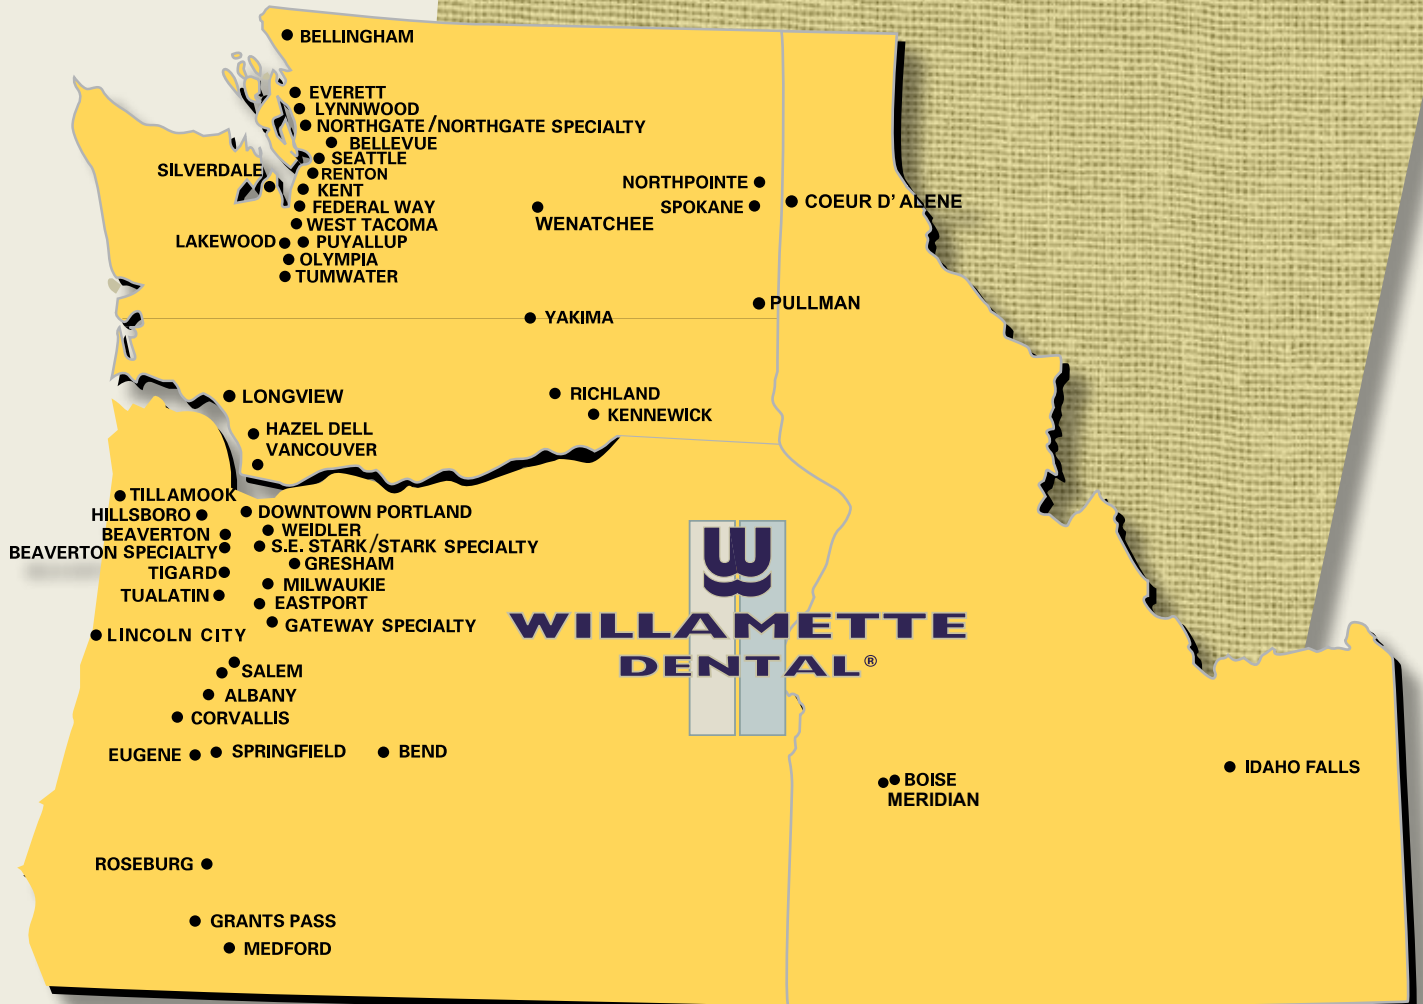 BELLINGHAM
EVERETT
LYNNWOOD
NORTHGATE/NORTHGATE SPECIALTY
BELLEVUE
SEATTLE
SILVERDALE
RENTON
KENT
FEDERAL WAY
WEST TACOMA
LAKEWOOD
PUYALLUP
OLYMPIA
TUMWATER
WENATCHEE
NORTHPOINTE
SPOKANE
COEUR D' ALENE
PULLMAN
YAKIMA
LONGVIEW
RICHLAND
KENNEWICK
HAZEL DELL
VANCOUVER
TILLAMOOK
HILLSBORO
BEAVERTON
BEAVERTON SPECIALTY
TIGARD
TUALATIN
DOWNTOWN PORTLAND
WEIDLER
S.E. STARK/STARK SPECIALTY
GRESHAM
MILWAUKIE
EASTPORT
GATEWAY SPECIALTY
LINCOLN CITY
SALEM
ALBANY
CORVALLIS
EUGENE
SPRINGFIELD
BEND
WILLAMETTE
DENTAL®
BOISE
MERIDIAN
IDAHO FALLS
ROSEBURG
GRANTS PASS
MEDFORD